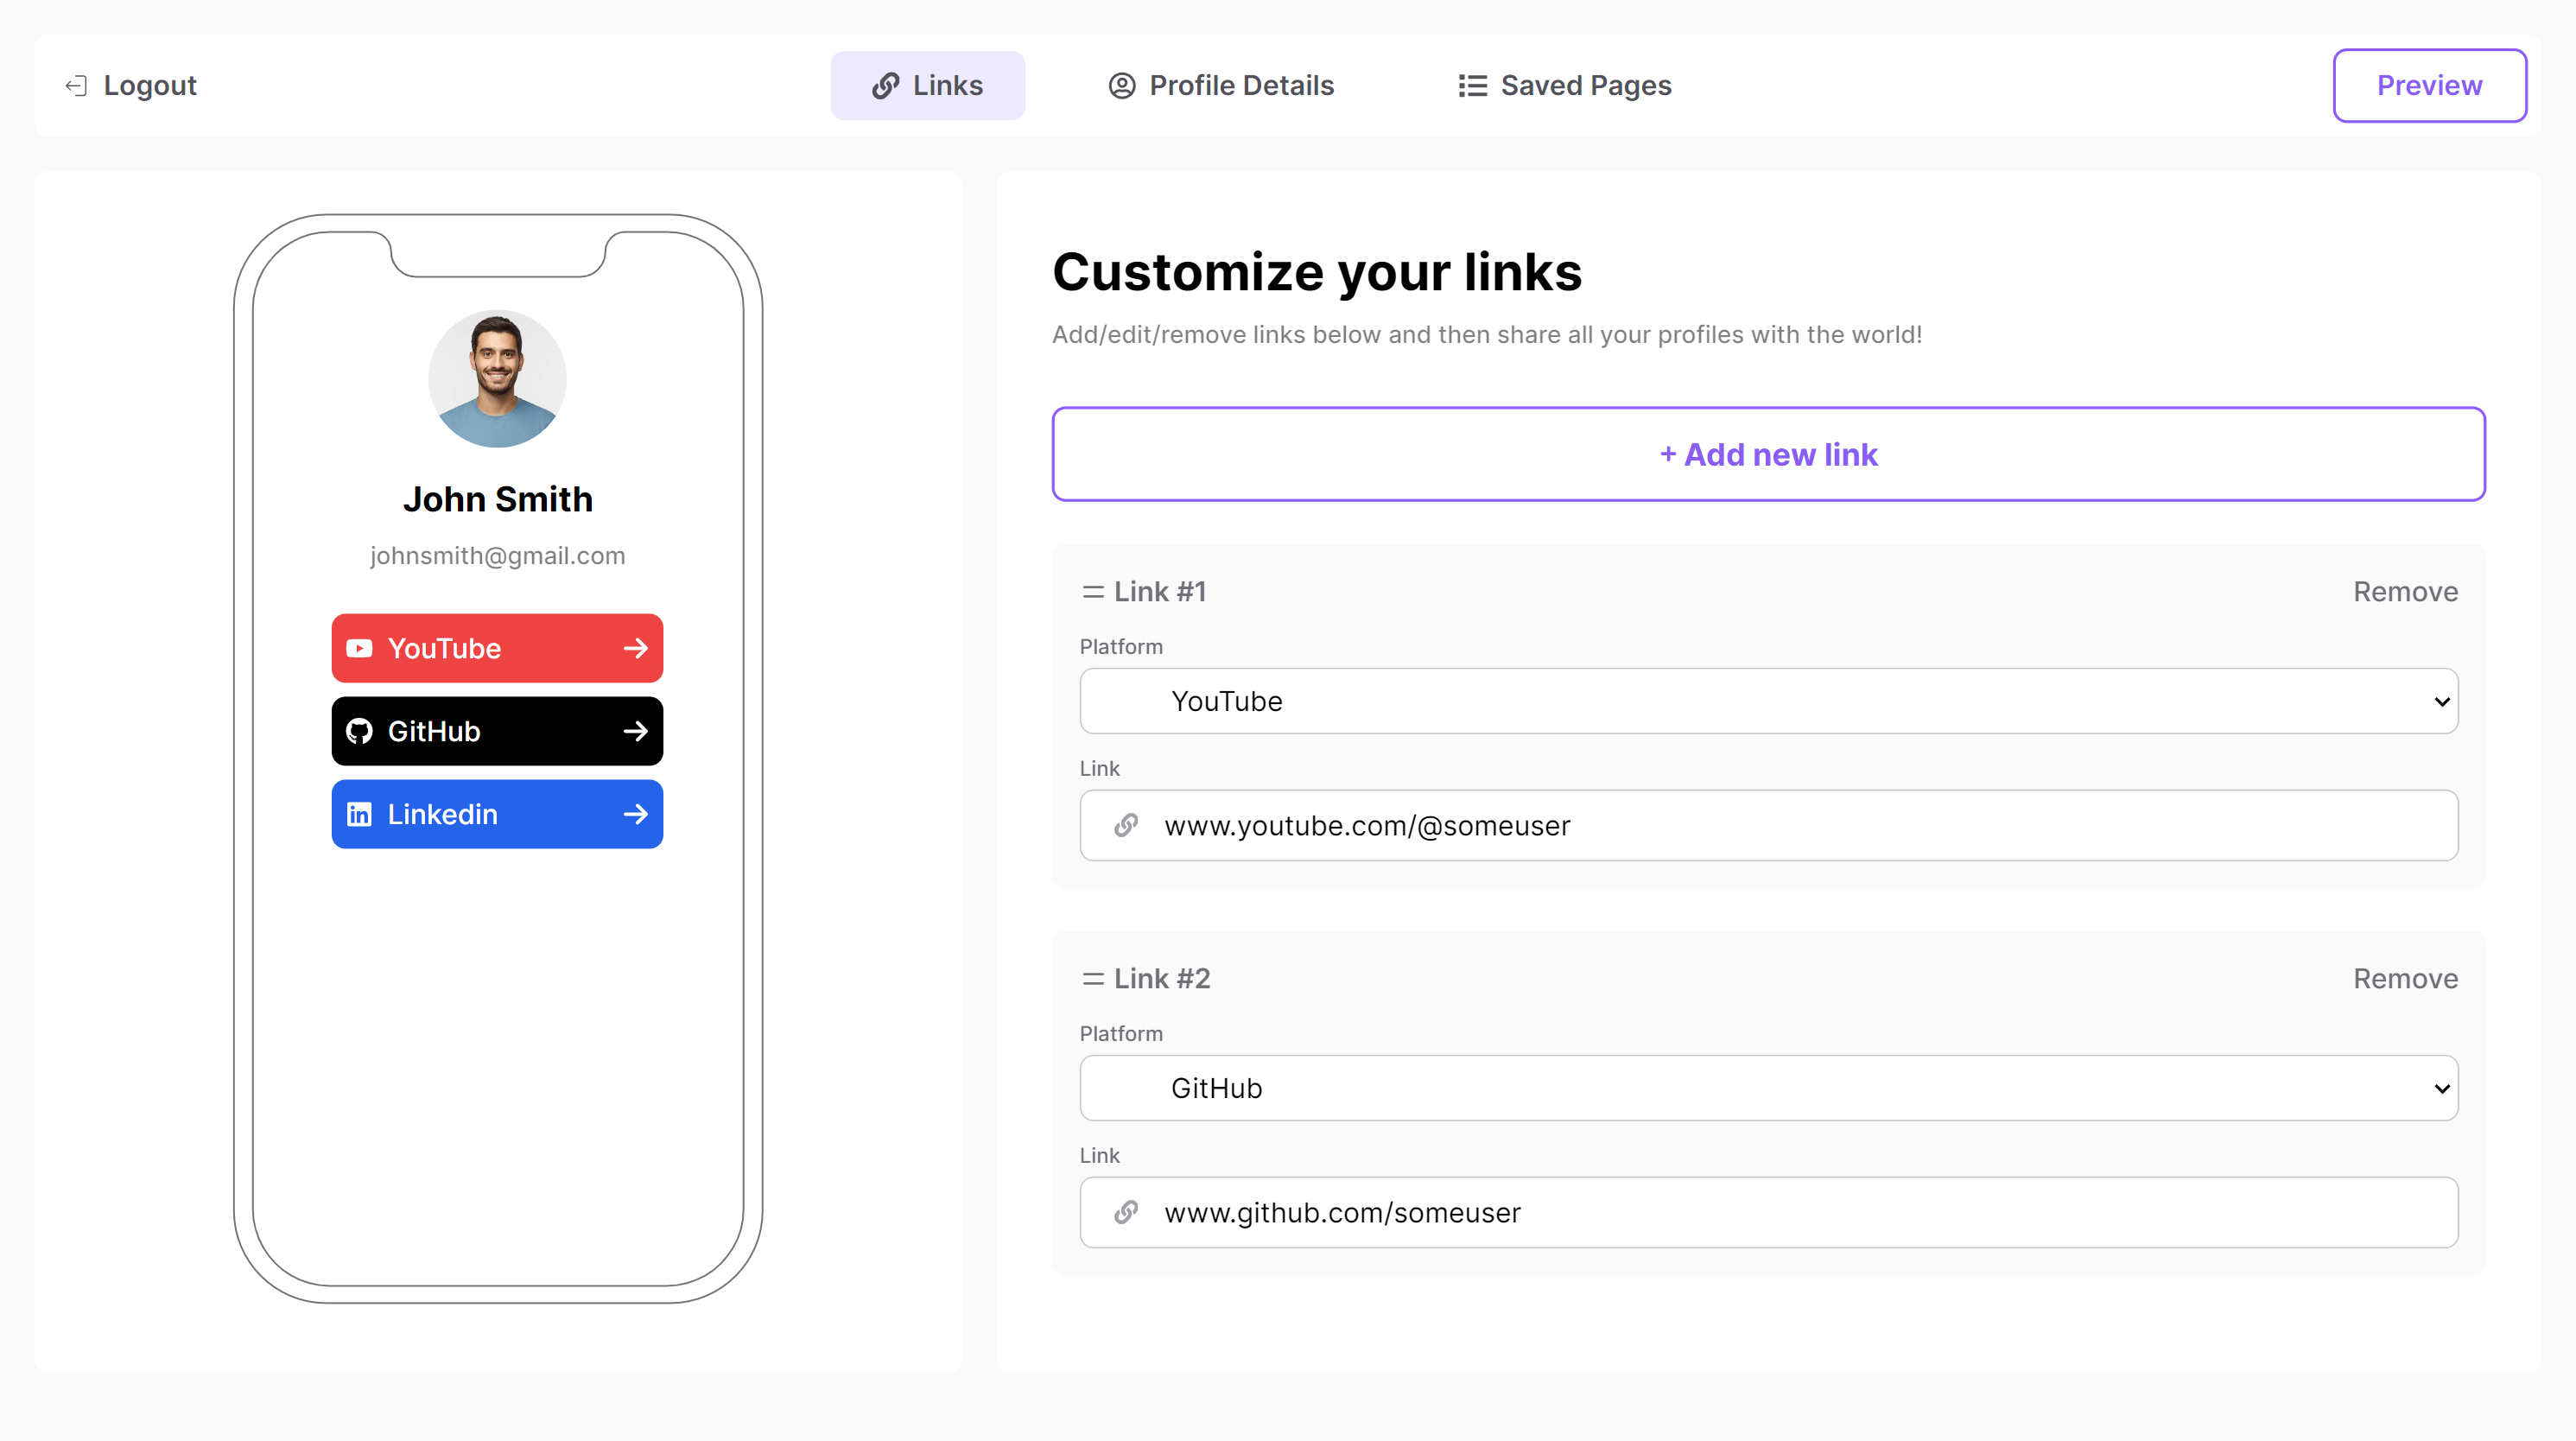 Logout
Links
Profile Details
Saved Pages
Preview
John Smith
johnsmith@gmail.com
YouTube
GitHub
in Linkedin
Customize your links
Add/edit/remove links below and then share all your profiles with the world!
+ Add new link
Link #1
Remove
Platform
YouTube
Link
www.youtube.com/@someuser
Link #2
Remove
Platform
GitHub
Link
www.github.com/someuser